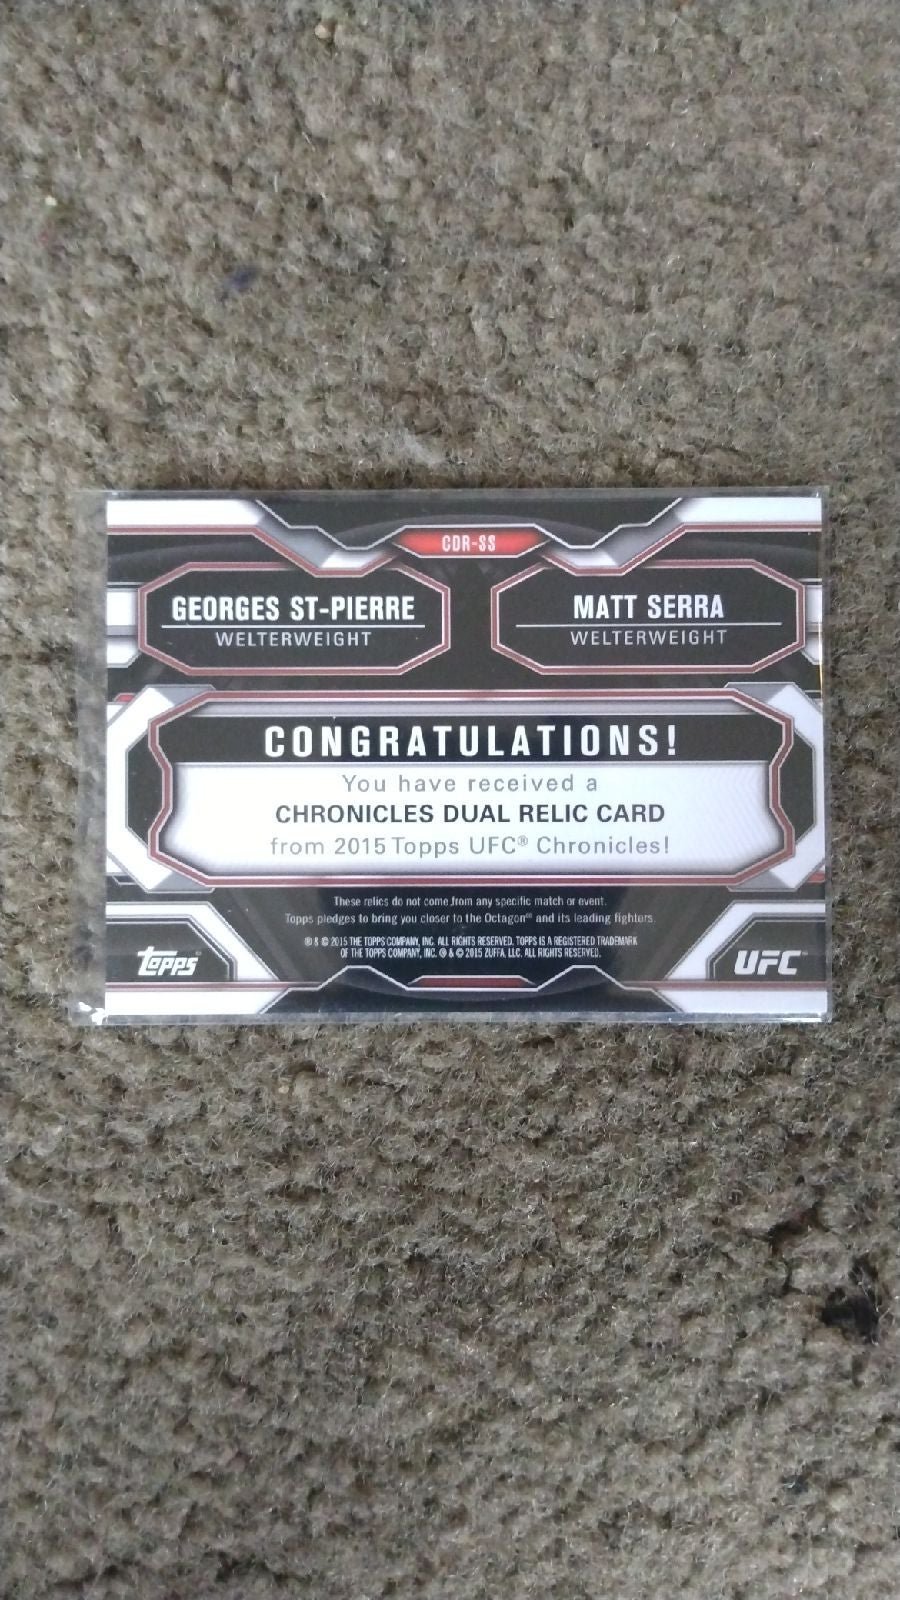 CDR-SS
GEORGES ST-PIERRE
WELTERWEIGHT
MATT SERRA
WELTERWEIGHT
CONGRATULATIONS!
You have received a
CHRONICLES DUAL RELIC CARD
from 2015 Topps UFC® Chronicles!
These relics do not come from any specific match or event.
Topps pledges to bring you closer to the Octagon® and its leading fighters.
® & © 2015 THE TOPPS COMPANY, INC. ALL RIGHTS RESERVED. TOPPS IS A REGISTERED TRADEMARK
OF THE TOPPS COMPANY, INC. ® & © 2015 ZUFFA, LLC. ALL RIGHTS RESERVED.
topps®
UFC™